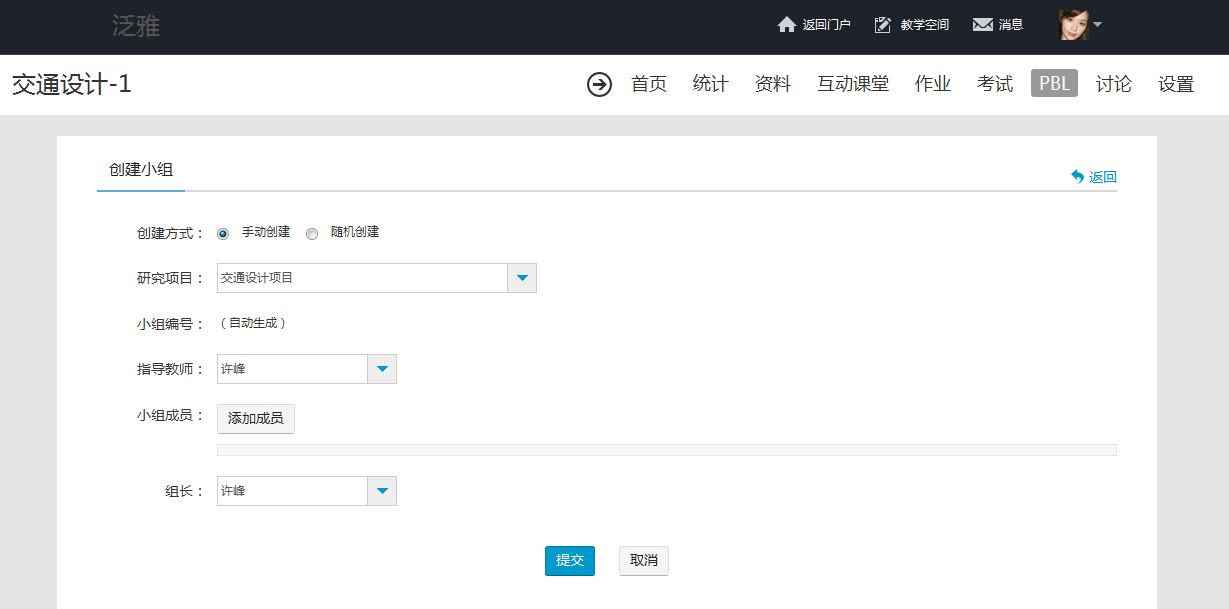 泛雅 返回门户 教学空间 消息
交通设计-1 首页 统计 资料 互动课堂 作业 考试 PBL 讨论 设置
创建小组
返回
创建方式： 手动创建 随机创建
研究项目： 交通设计项目
小组编号： （自动生成）
指导教师： 许峰
小组成员： 添加成员
组长： 许峰
提交 取消